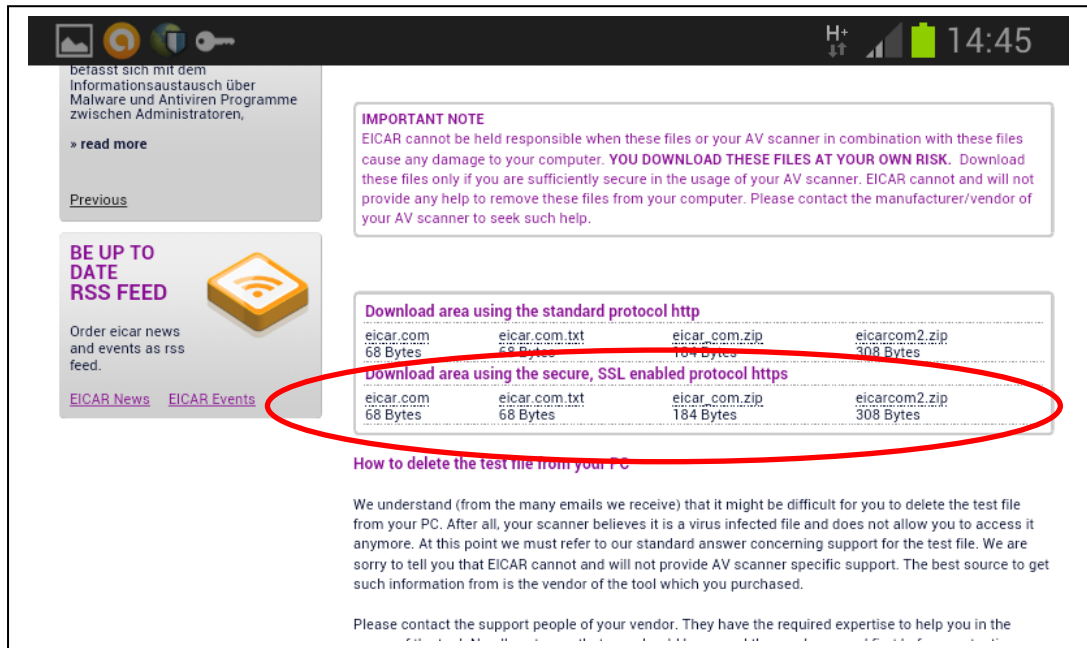 H+
14:45
befasst sich mit dem
Informationsaustausch über
Malware und Antiviren Programme
zwischen Administratoren,
» read more
Previous
BE UP TO
DATE
RSS FEED
Order eicar news
and events as rss
feed.
EICAR News EICAR Events
IMPORTANT NOTE
EICAR cannot be held responsible when these files or your AV scanner in combination with these files
cause any damage to your computer. YOU DOWNLOAD THESE FILES AT YOUR OWN RISK. Download
these files only if you are sufficiently secure in the usage of your AV scanner. EICAR cannot and will not
provide any help to remove these files from your computer. Please contact the manufacturer/vendor of
your AV scanner to seek such help.
Download area using the standard protocol http
eicar.com eicar.com.txt eicar_com.zip eicarcom2.zip
68 Bytes 68 Bytes 184 Bytes 308 Bytes
Download area using the secure, SSL enabled protocol https
eicar.com eicar.com.txt eicar_com.zip eicarcom2.zip
68 Bytes 68 Bytes 184 Bytes 308 Bytes
How to delete the test file from your PC
We understand (from the many emails we receive) that it might be difficult for you to delete the test file
from your PC. After all, your scanner believes it is a virus infected file and does not allow you to access it
anymore. At this point we must refer to our standard answer concerning support for the test file. We are
sorry to tell you that EICAR cannot and will not provide AV scanner specific support. The best source to get
such information from is the vendor of the tool which you purchased.
Please contact the support people of your vendor. They have the required expertise to help you in the